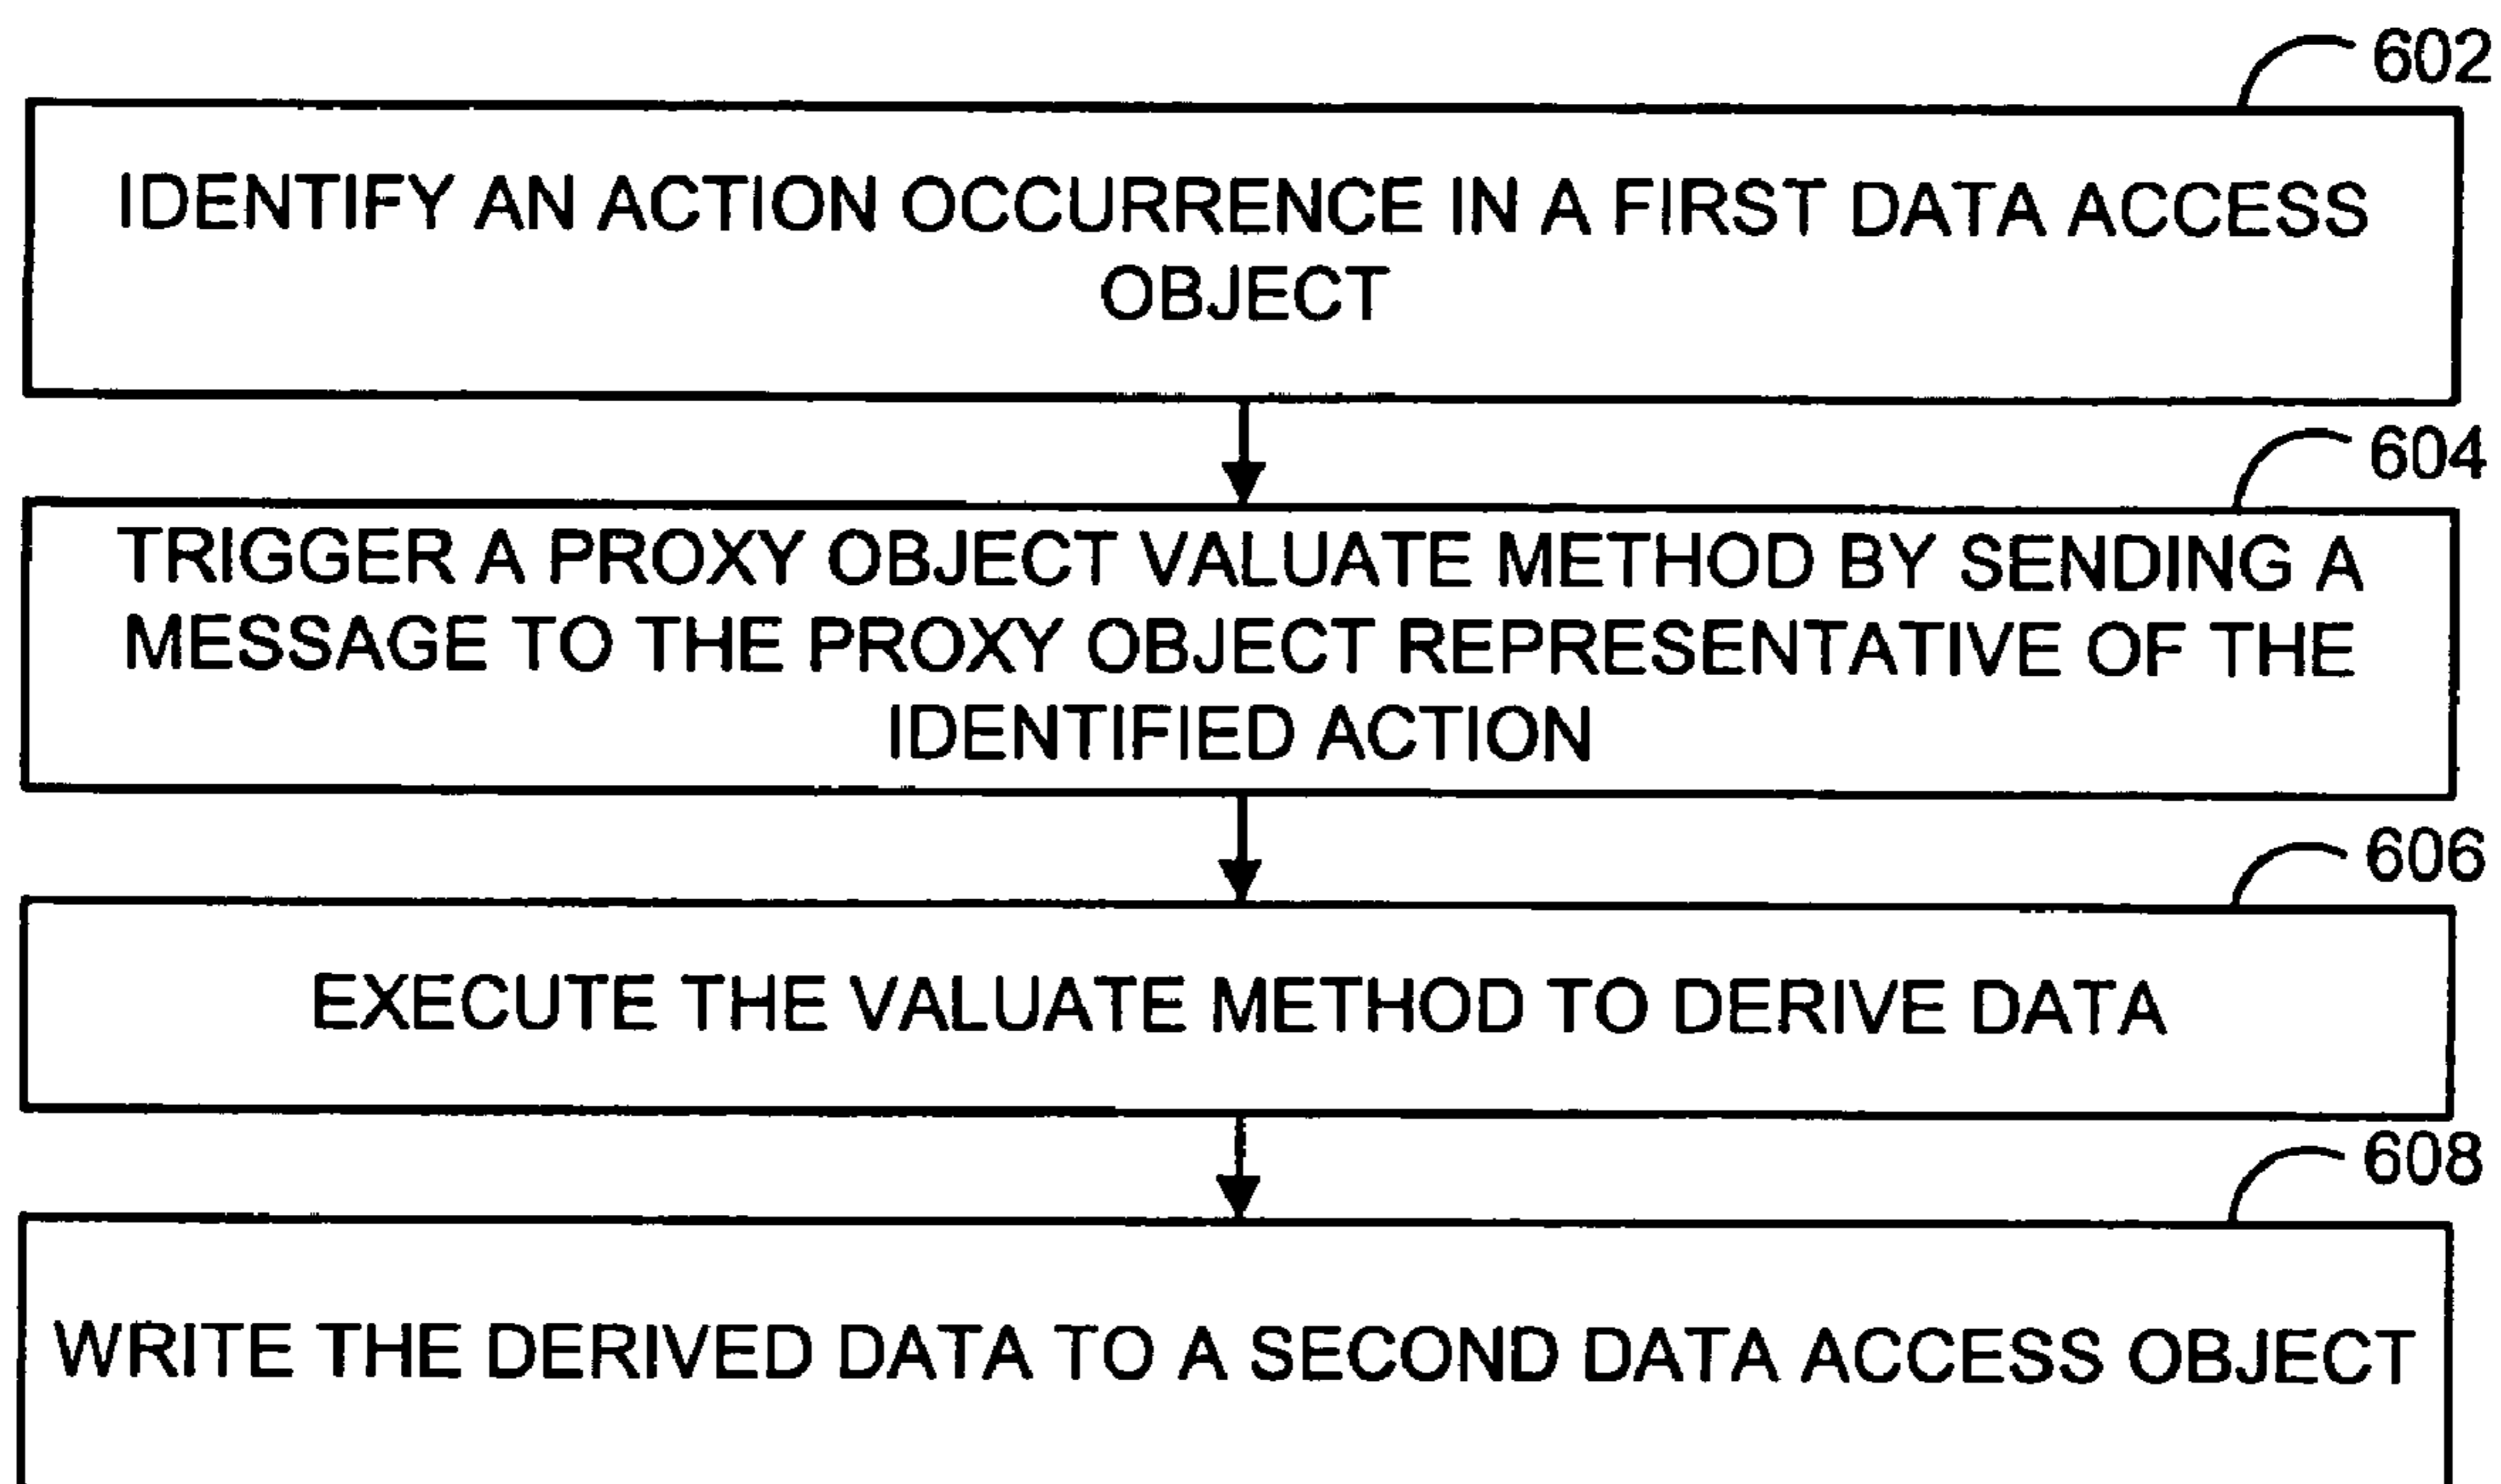 602
IDENTIFY AN ACTION OCCURRENCE IN A FIRST DATA ACCESS
OBJECT
604
TRIGGER A PROXY OBJECT VALUATE METHOD BY SENDING A
MESSAGE TO THE PROXY OBJECT REPRESENTATIVE OF THE
IDENTIFIED ACTION
606
EXECUTE THE VALUATE METHOD TO DERIVE DATA
608
WRITE THE DERIVED DATA TO A SECOND DATA ACCESS OBJECT